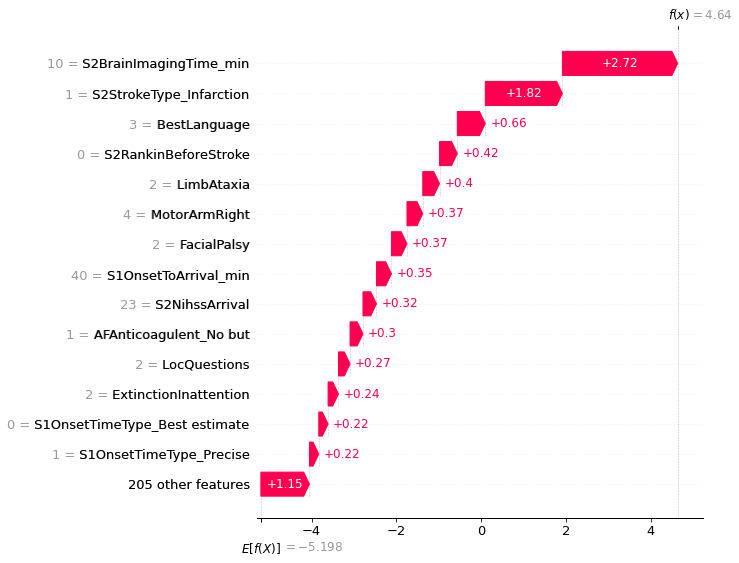 f(x) = 4.64
10 = S2BrainImagingTime_min +2.72
1 = S2StrokeType_Infarction +1.82
3 = BestLanguage +0.66
0 = S2RankinBeforeStroke +0.42
2 = LimbAtaxia +0.4
4 = MotorArmRight +0.37
2 = FacialPalsy +0.37
40 = S1OnsetToArrival_min +0.35
23 = S2NihssArrival +0.32
1 = AFAnticoagulent_No but +0.3
2 = LocQuestions +0.27
2 = ExtinctionInattention +0.24
0 = S1OnsetTimeType_Best estimate +0.22
1 = S1OnsetTimeType_Precise +0.22
205 other features +1.15
−4 −2 0 2 4
E[f(X)] = −5.198